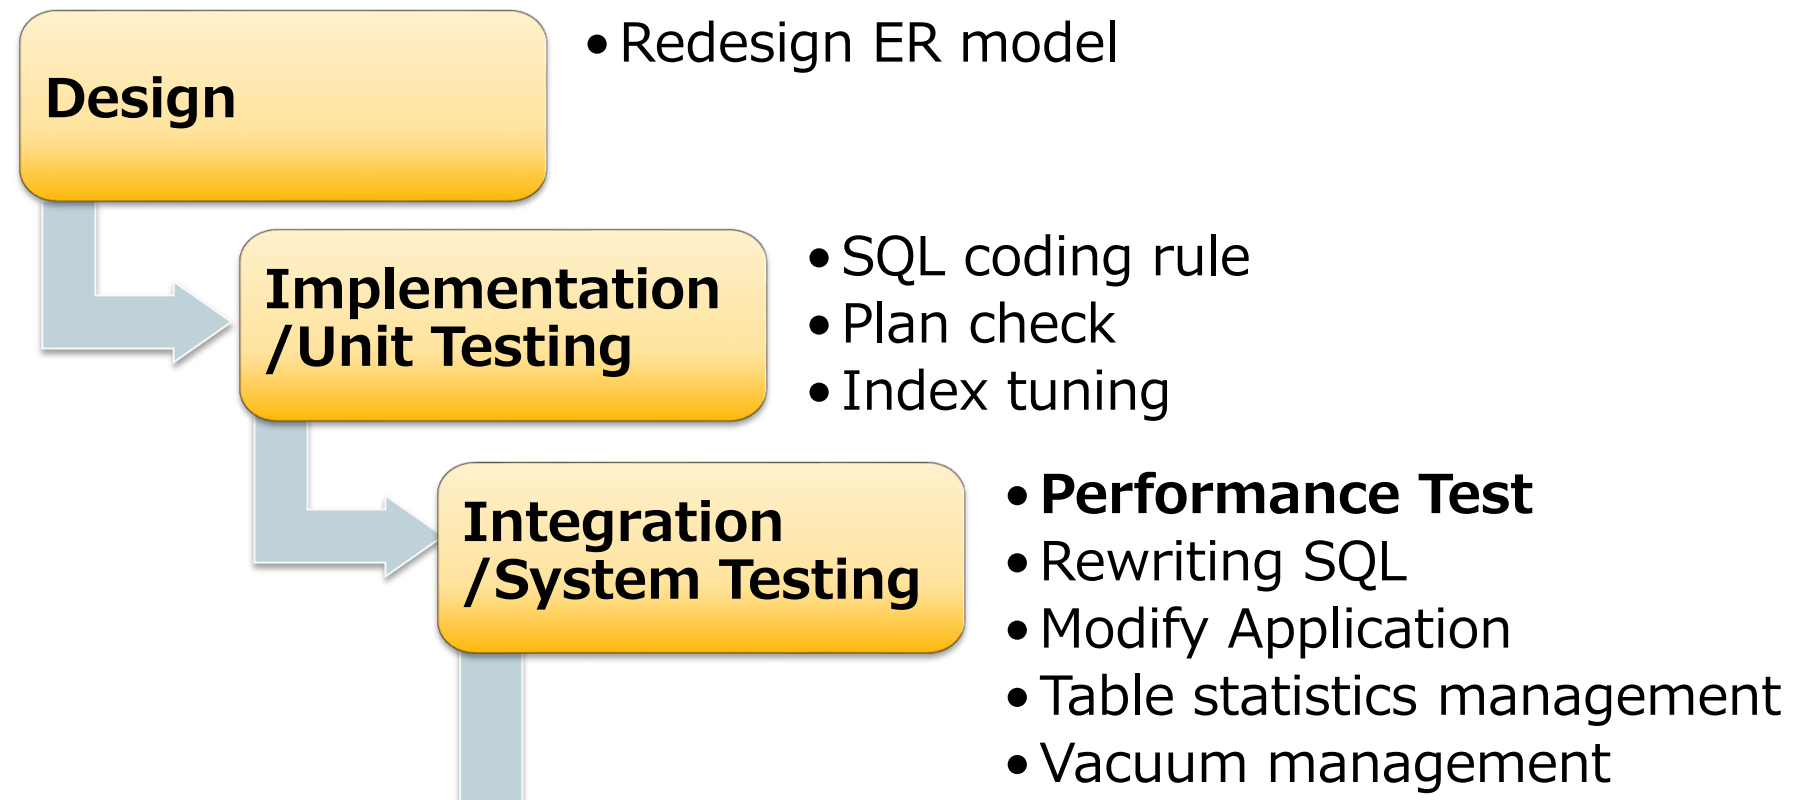 Design
• Redesign ER model
Implementation
/Unit Testing
• SQL coding rule
• Plan check
• Index tuning
Integration
/System Testing
• Performance Test
• Rewriting SQL
• Modify Application
• Table statistics management
• Vacuum management